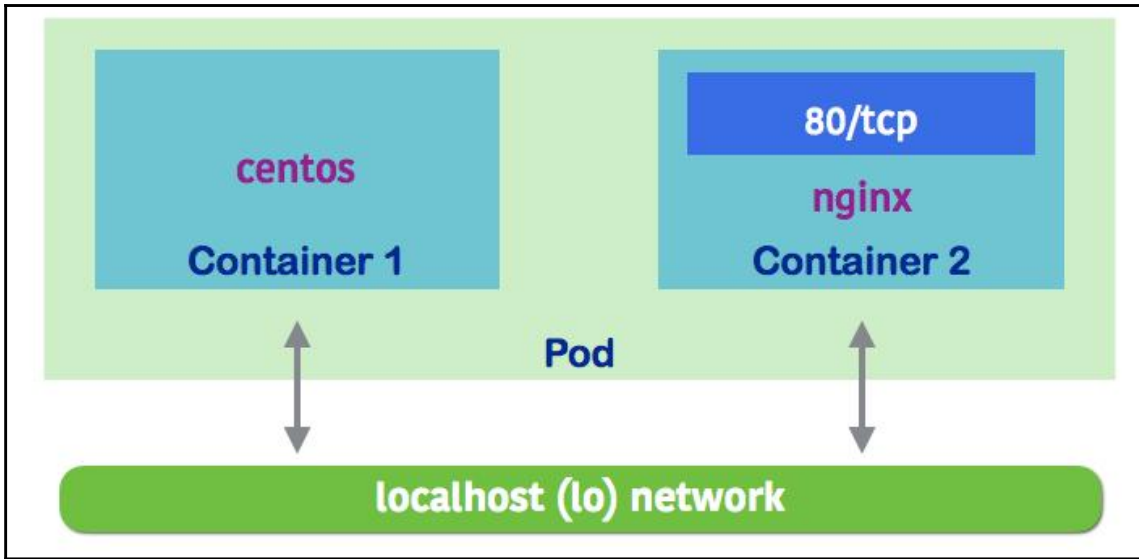 centos
Container 1
80/tcp
nginx
Container 2
Pod
localhost (lo) network